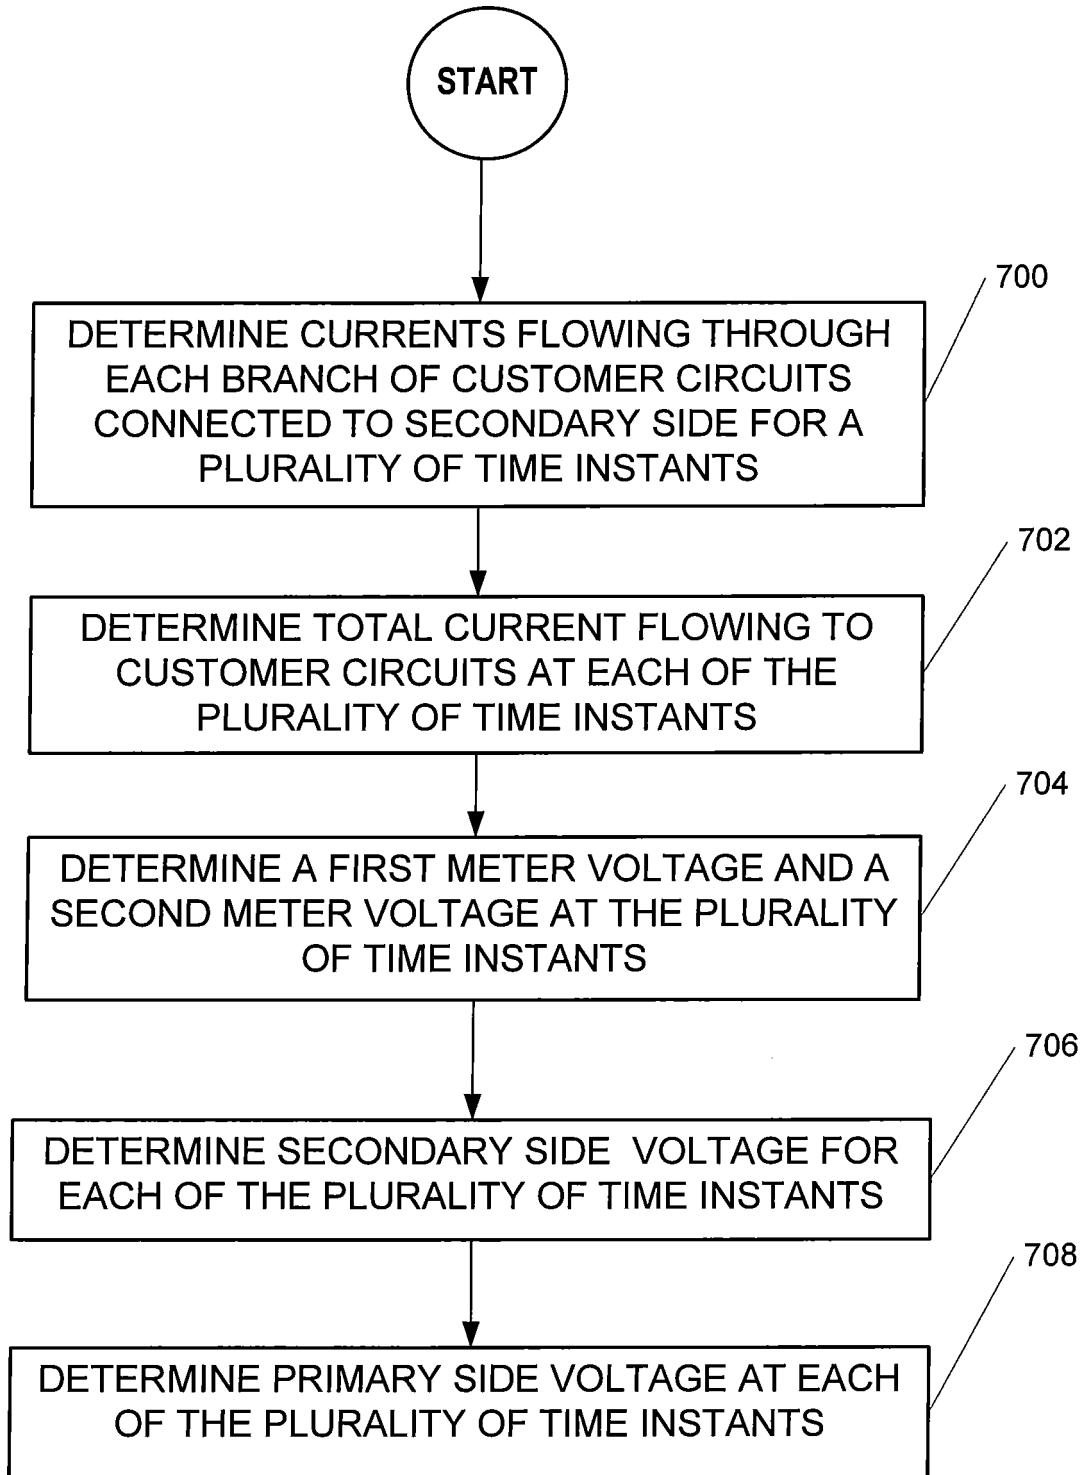 START
700
DETERMINE CURRENTS FLOWING THROUGH
EACH BRANCH OF CUSTOMER CIRCUITS
CONNECTED TO SECONDARY SIDE FOR A
PLURALITY OF TIME INSTANTS
702
DETERMINE TOTAL CURRENT FLOWING TO
CUSTOMER CIRCUITS AT EACH OF THE
PLURALITY OF TIME INSTANTS
704
DETERMINE A FIRST METER VOLTAGE AND A
SECOND METER VOLTAGE AT THE PLURALITY
OF TIME INSTANTS
706
DETERMINE SECONDARY SIDE VOLTAGE FOR
EACH OF THE PLURALITY OF TIME INSTANTS
708
DETERMINE PRIMARY SIDE VOLTAGE AT EACH
OF THE PLURALITY OF TIME INSTANTS